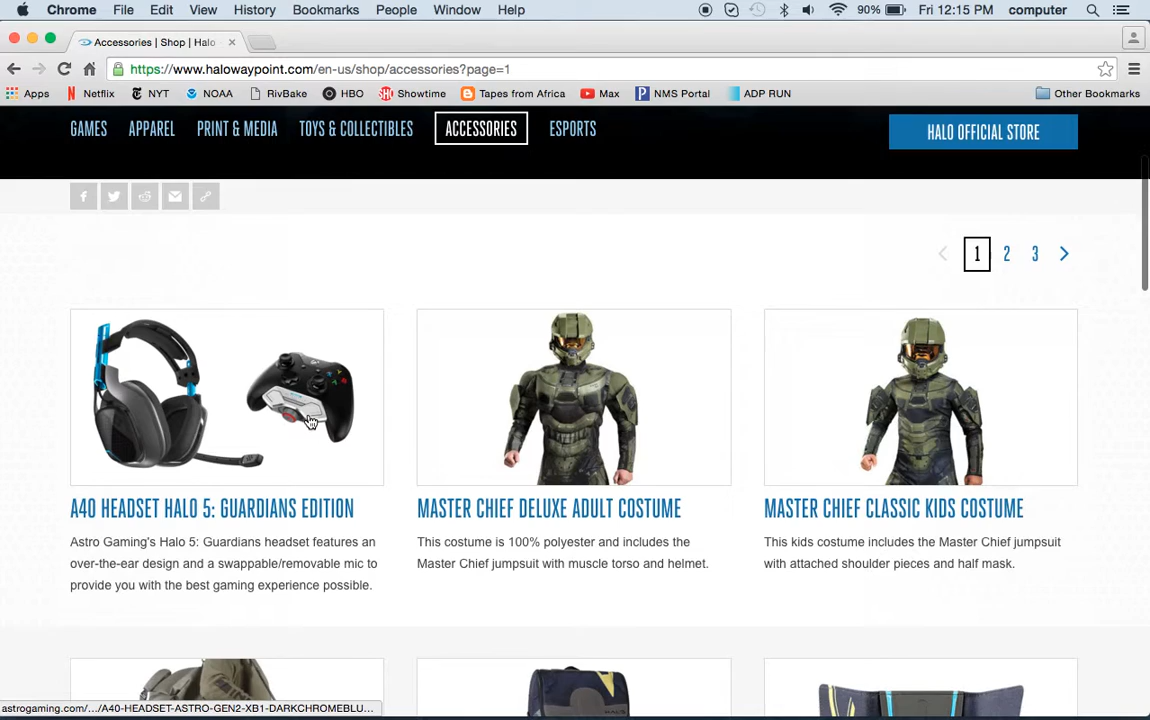 Chrome File Edit View History Bookmarks People Window Help 90% Fri 12:15 PM computer
Accessories | Shop | Halo
https://www.halowaypoint.com/en-us/shop/accessories?page=1
Apps Netflix NYT NOAA RivBake HBO Showtime Tapes from Africa Max NMS Portal ADP RUN Other Bookmarks
GAMES APPAREL PRINT & MEDIA TOYS & COLLECTIBLES ACCESSORIES ESPORTS HALO OFFICIAL STORE
1 2 3
A40 HEADSET HALO 5: GUARDIANS EDITION
Astro Gaming's Halo 5: Guardians headset features an
over-the-ear design and a swappable/removable mic to
provide you with the best gaming experience possible.
MASTER CHIEF DELUXE ADULT COSTUME
This costume is 100% polyester and includes the
Master Chief jumpsuit with muscle torso and helmet.
MASTER CHIEF CLASSIC KIDS COSTUME
This kids costume includes the Master Chief jumpsuit
with attached shoulder pieces and half mask.
astrogaming.com/.../A40-HEADSET-ASTRO-GEN2-XB1-DARKCHROMEBLU...